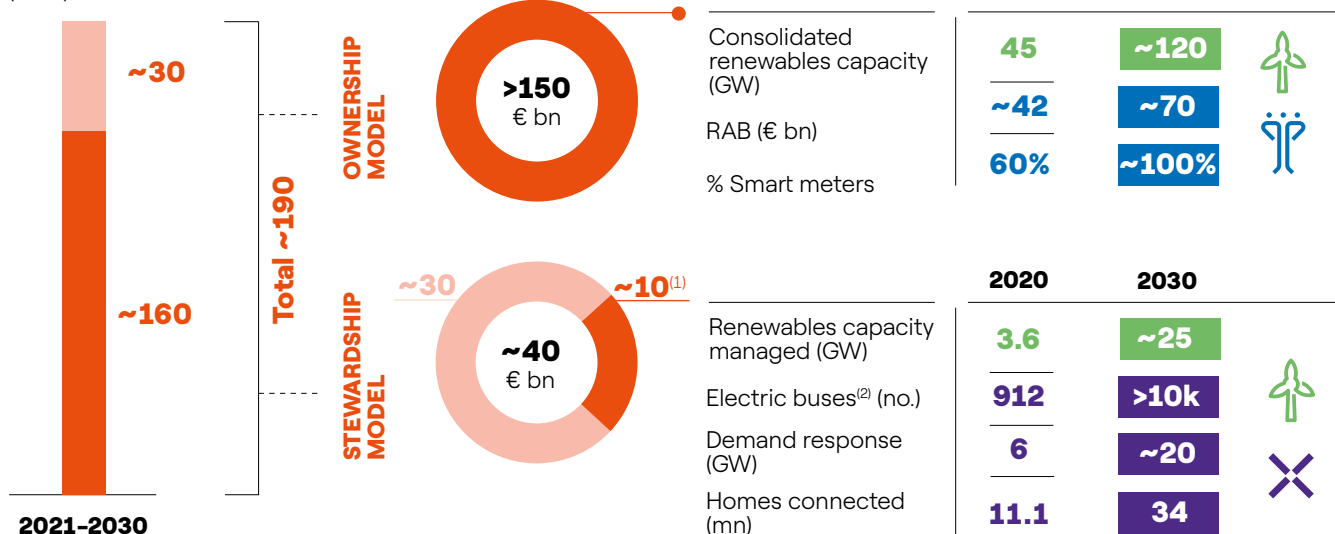 ~30
~160
2021–2030
Total ~190
OWNERSHIP
MODEL
>150
€ bn
Consolidated
renewables capacity
(GW)
45
~120
RAB (€ bn)
~42
~70
% Smart meters
60%
~100%
STEWARDSHIP
MODEL
~30
~10(1)
~40
€ bn
2020
2030
Renewables capacity
managed (GW)
3.6
~25
Electric buses(2) (no.)
912
>10k
Demand response
(GW)
6
~20
Homes connected
(mn)
11.1
34